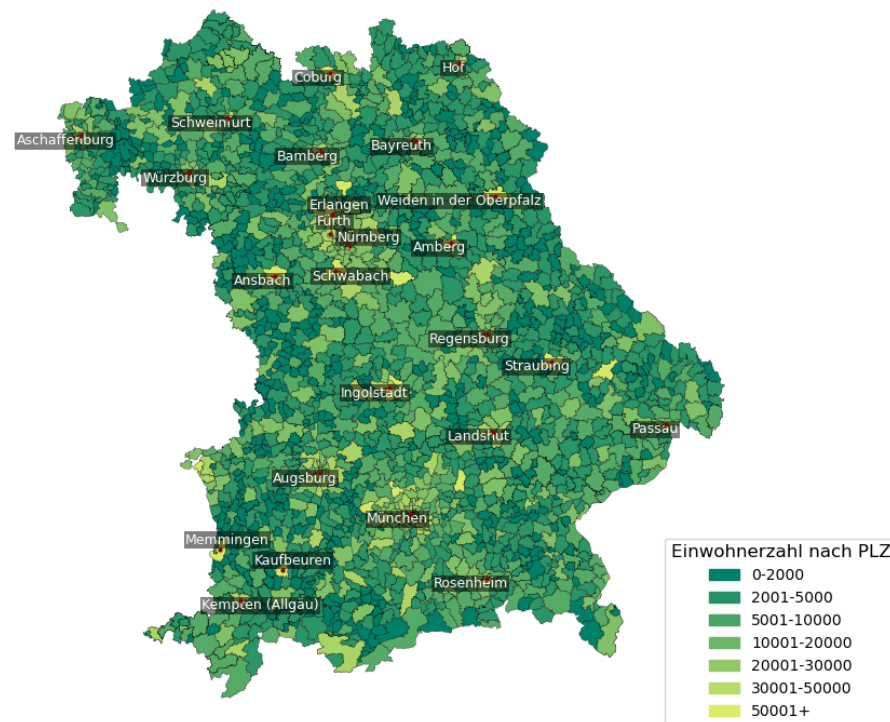 Coburg
Hof
Schweinfurt
Aschaffenburg
Bayreuth
Bamberg
Würzburg
Weiden in der Oberpfalz
Erlangen
Fürth
Nürnberg
Amberg
Schwabach
Ansbach
Regensburg
Straubing
Ingolstadt
Passau
Landshut
Augsburg
München
Memmingen
Kaufbeuren
Rosenheim
Kempten (Allgäu)
Einwohnerzahl nach PLZ
0-2000
2001-5000
5001-10000
10001-20000
20001-30000
30001-50000
50001+